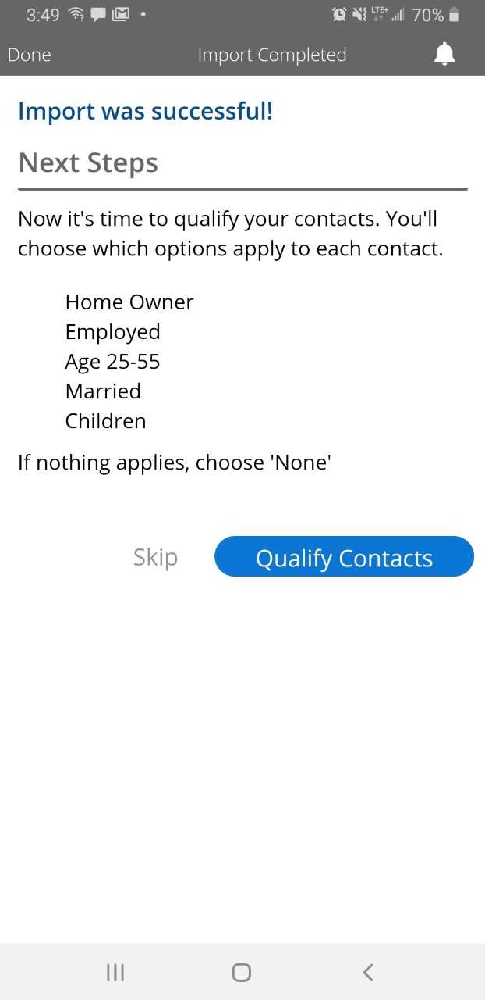 3:49 LTE+ 70%
Done Import Completed
Import was successful!
Next Steps
Now it's time to qualify your contacts. You'll
choose which options apply to each contact.
Home Owner
Employed
Age 25-55
Married
Children
If nothing applies, choose 'None'
Skip Qualify Contacts